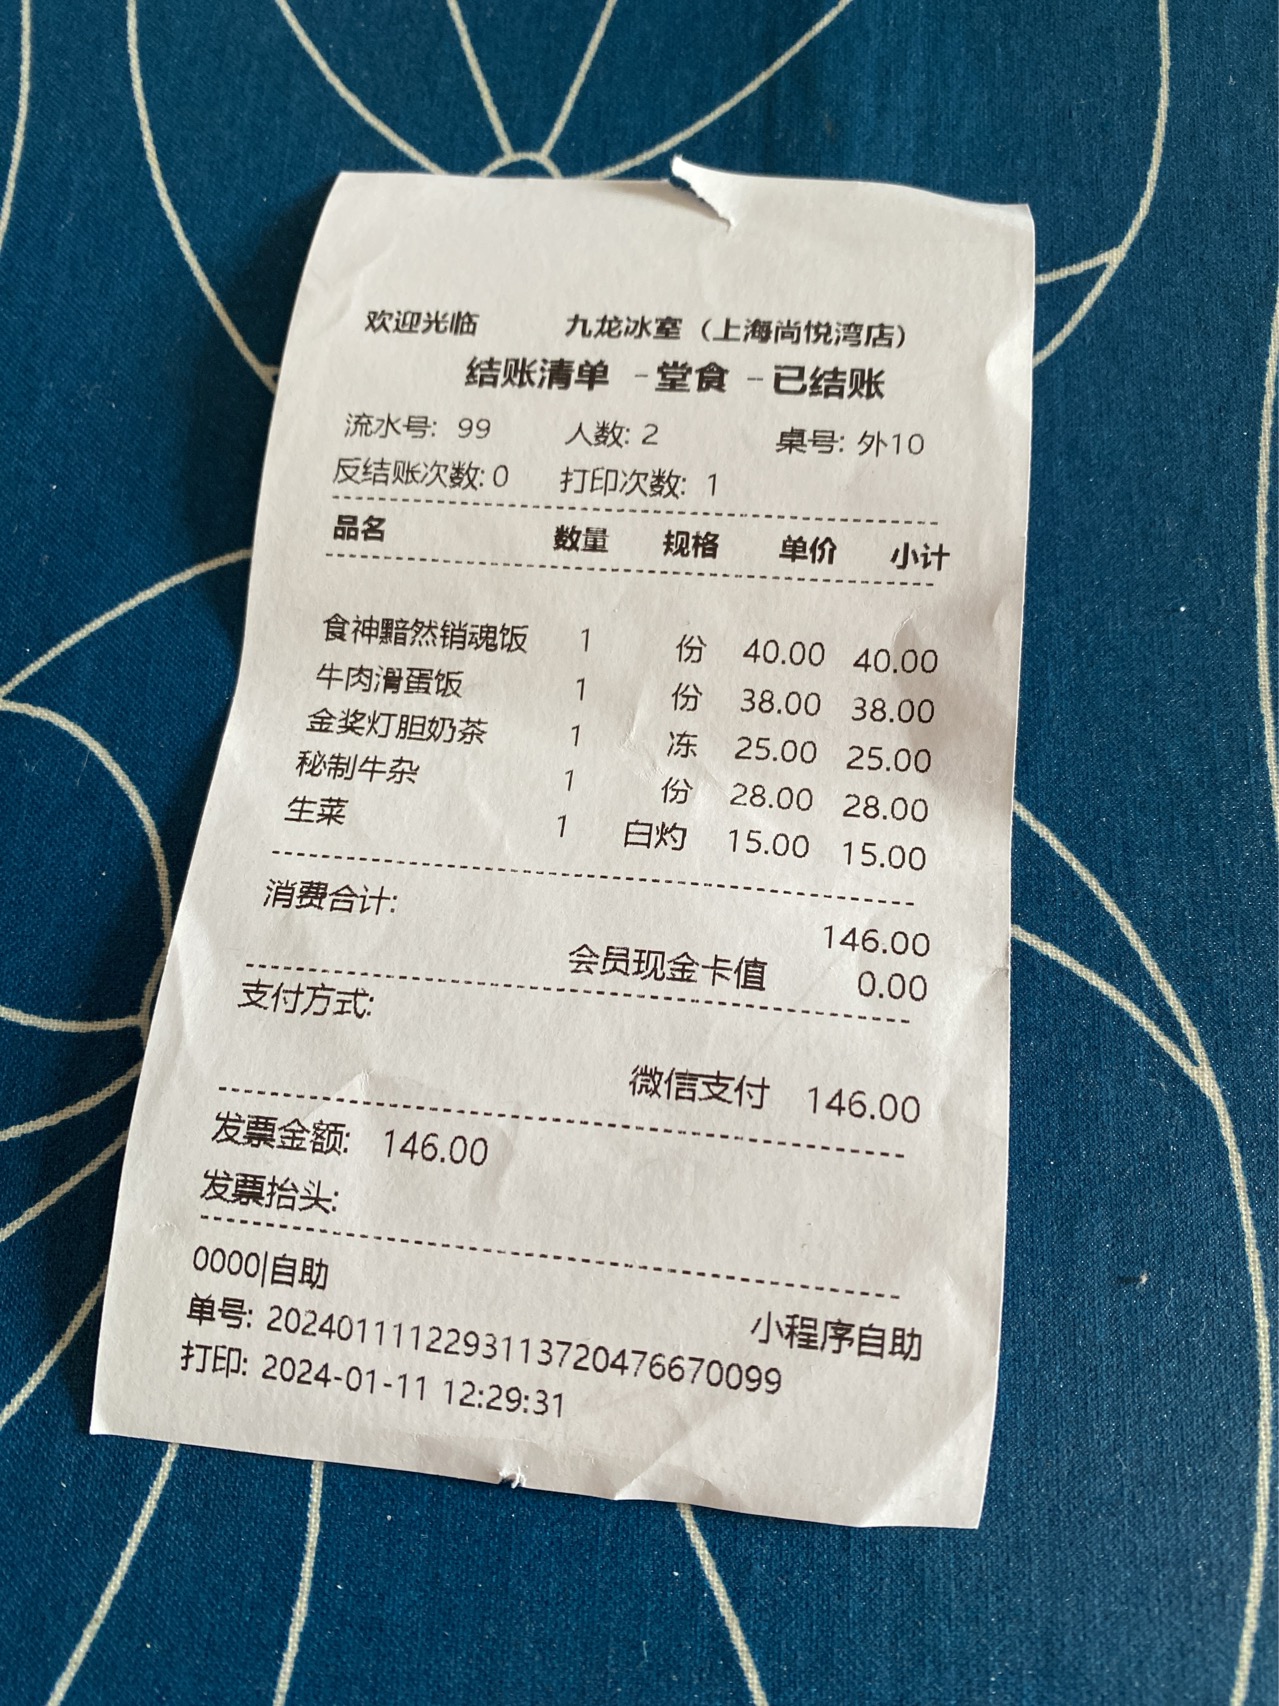 欢迎光临 九龙冰室（上海尚悦湾店）
结账清单 -堂食 -已结账
流水号: 99 人数: 2 桌号: 外10
反结账次数: 0 打印次数: 1
品名 数量 规格 单价 小计
食神黯然销魂饭 1 份 40.00 40.00
牛肉滑蛋饭 1 份 38.00 38.00
金奖灯胆奶茶 1 冻 25.00 25.00
秘制牛杂 1 份 28.00 28.00
生菜 1 白灼 15.00 15.00
消费合计: 146.00
会员现金卡值 0.00
支付方式:
微信支付 146.00
发票金额: 146.00
发票抬头:
0000|自助 小程序自助
单号: 20240111122931137204766700​99
打印: 2024-01-11 12:29:31